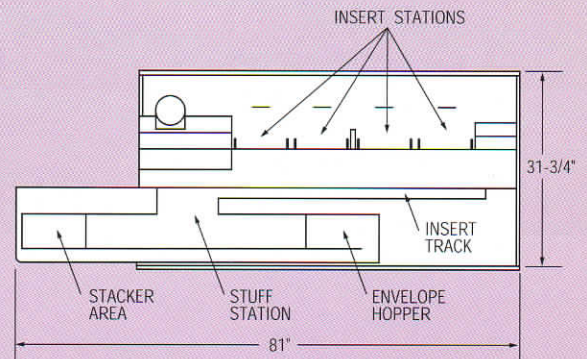 INSERT STATIONS
31-3/4"
INSERT
TRACK
STACKER
AREA
STUFF
STATION
ENVELOPE
HOPPER
81"